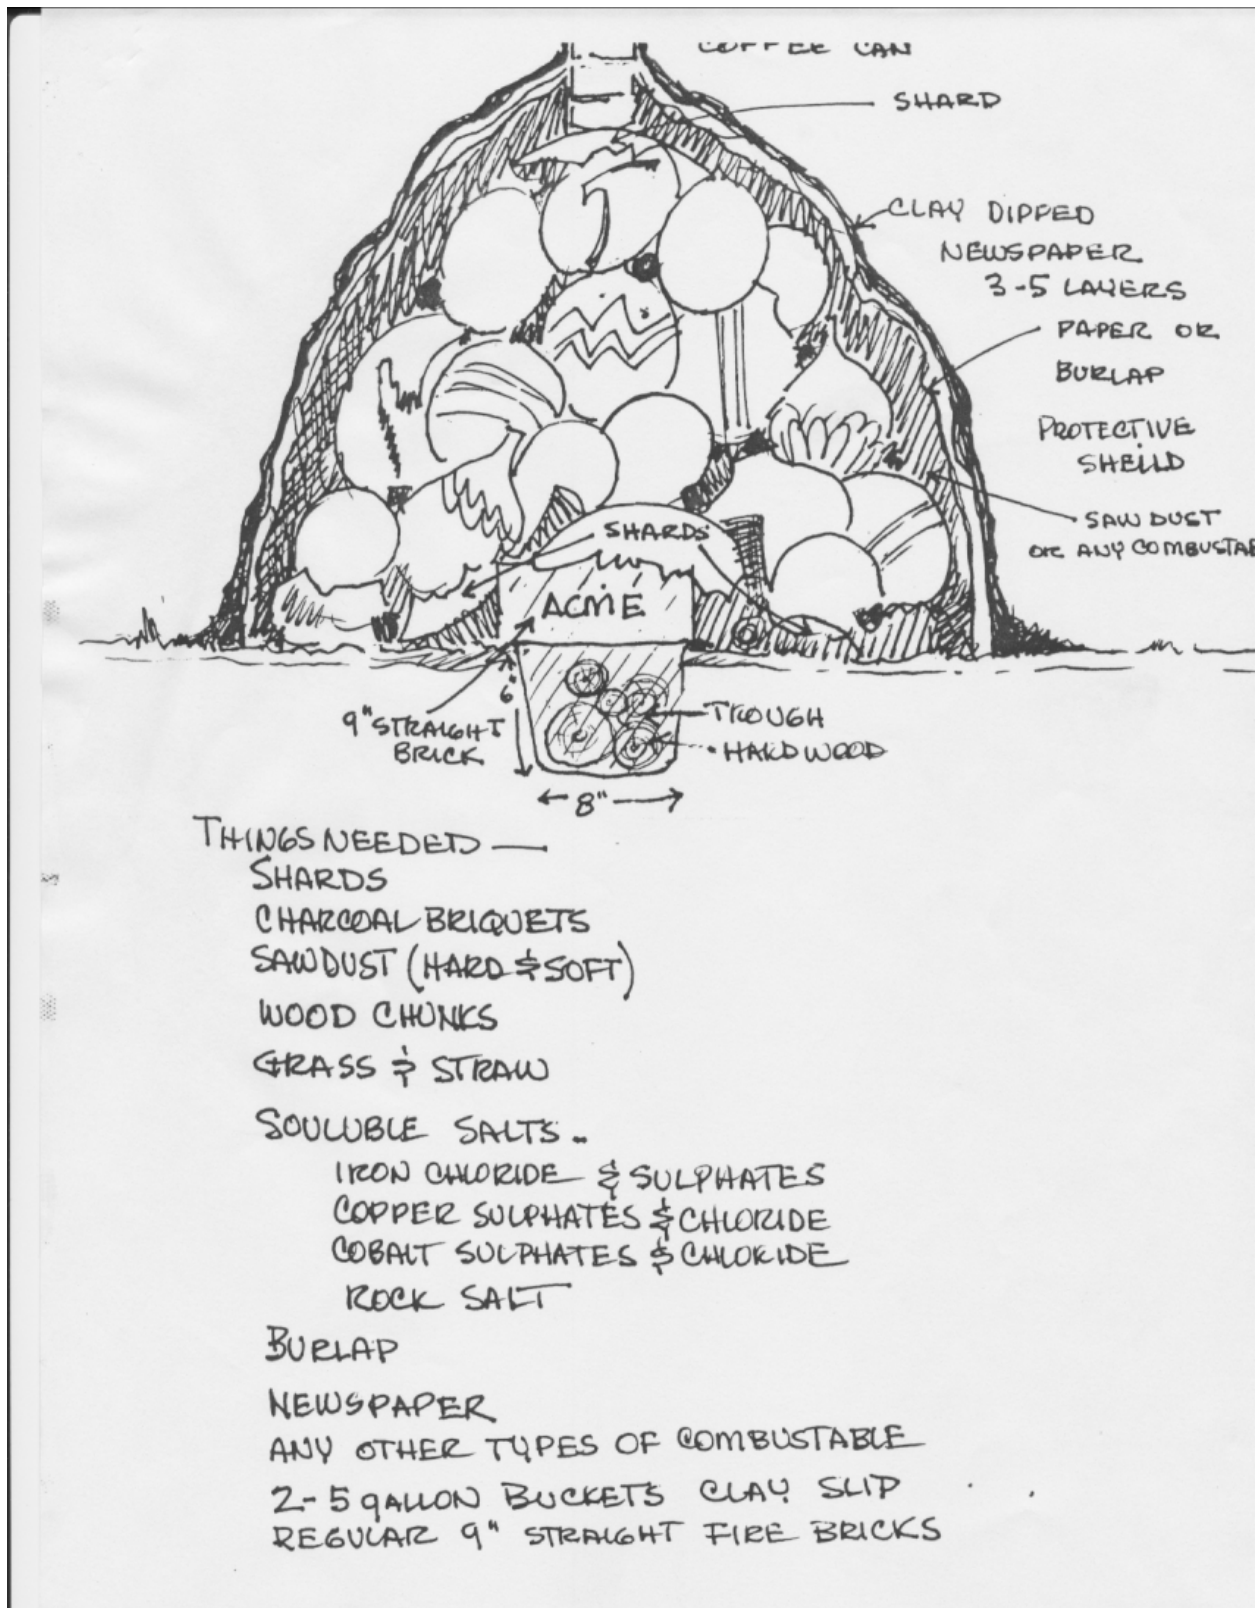 COFFEE CAN
SHARD
CLAY DIPPED
NEWSPAPER
3-5 LAYERS
PAPER OR
BURLAP
PROTECTIVE
SHEILD
SAW DUST
OR ANY COMBUSTAB
SHARDS
ACME
6"
9" STRAIGHT
BRICK
TROUGH
HARDWOOD
8"
THINGS NEEDED —
SHARDS
CHARCOAL BRIQUETS
SAWDUST (HARD & SOFT)
WOOD CHUNKS
GRASS & STRAW
SOULUBLE SALTS..
IRON CHLORIDE & SULPHATES
COPPER SULPHATES & CHLORIDE
COBALT SULPHATES & CHLORIDE
ROCK SALT
BURLAP
NEWSPAPER
ANY OTHER TYPES OF COMBUSTABLE
2-5 GALLON BUCKETS CLAY SLIP
REGULAR 9" STRAIGHT FIRE BRICKS